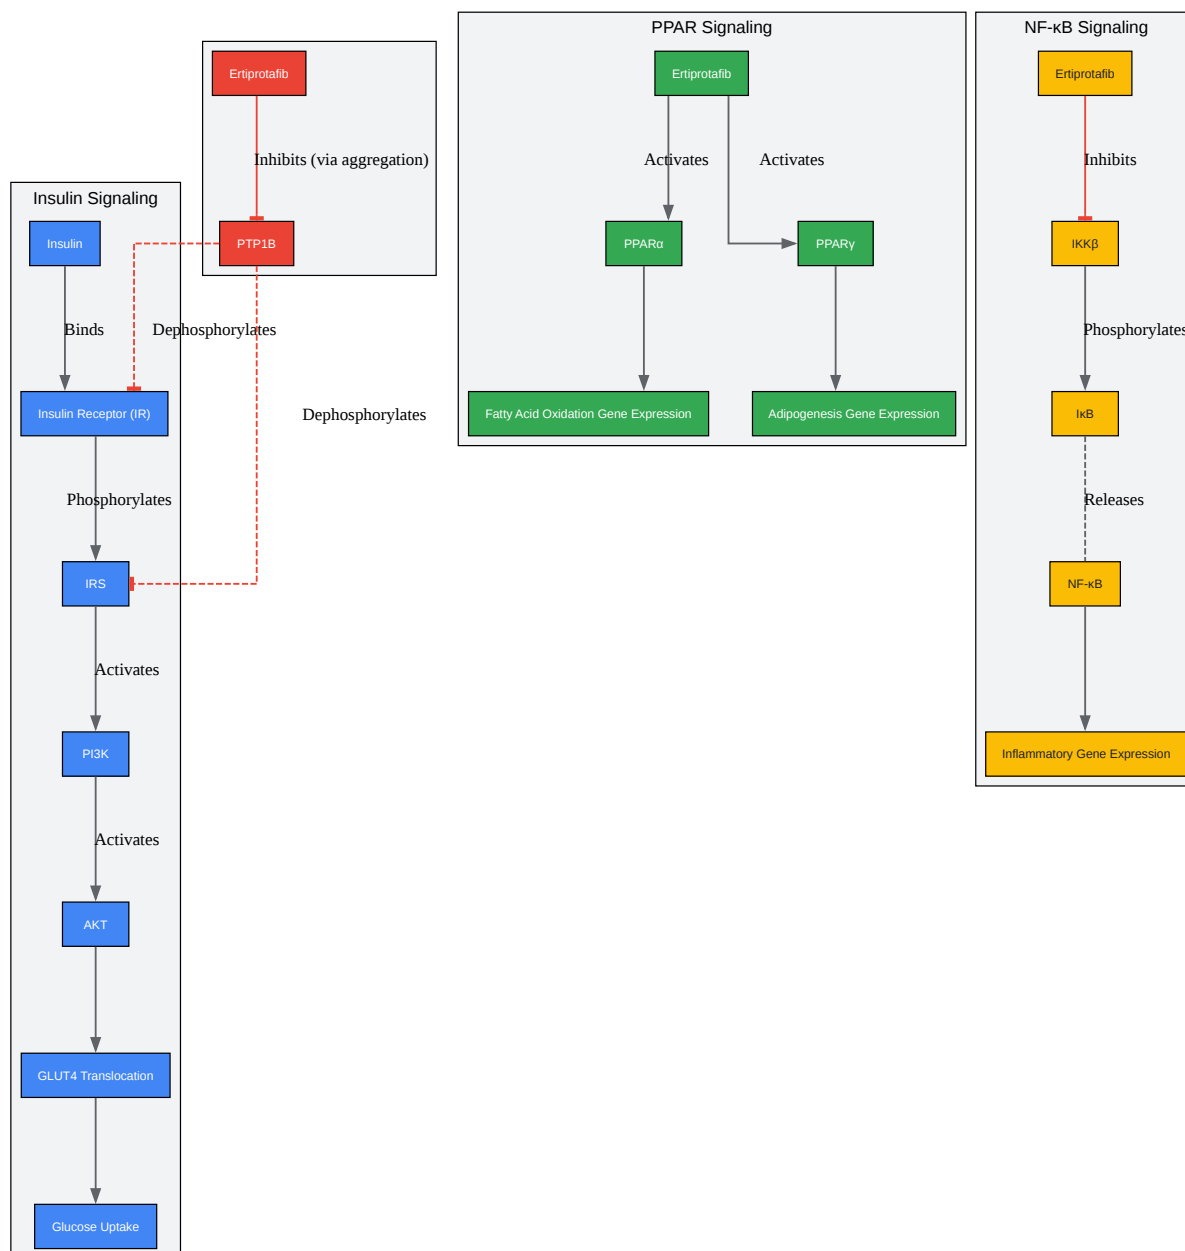 Insulin Signaling
Insulin
Binds
Insulin Receptor (IR)
Phosphorylates
IRS
Activates
PI3K
Activates
AKT
GLUT4 Translocation
Glucose Uptake
Ertiprotafib
Inhibits (via aggregation)
PTP1B
Dephosphorylates
Dephosphorylates
PPAR Signaling
Ertiprotafib
Activates
Activates
PPARα
PPARγ
Fatty Acid Oxidation Gene Expression
Adipogenesis Gene Expression
NF-κB Signaling
Ertiprotafib
Inhibits
IKKβ
Phosphorylates
IκB
Releases
NF-κB
Inflammatory Gene Expression